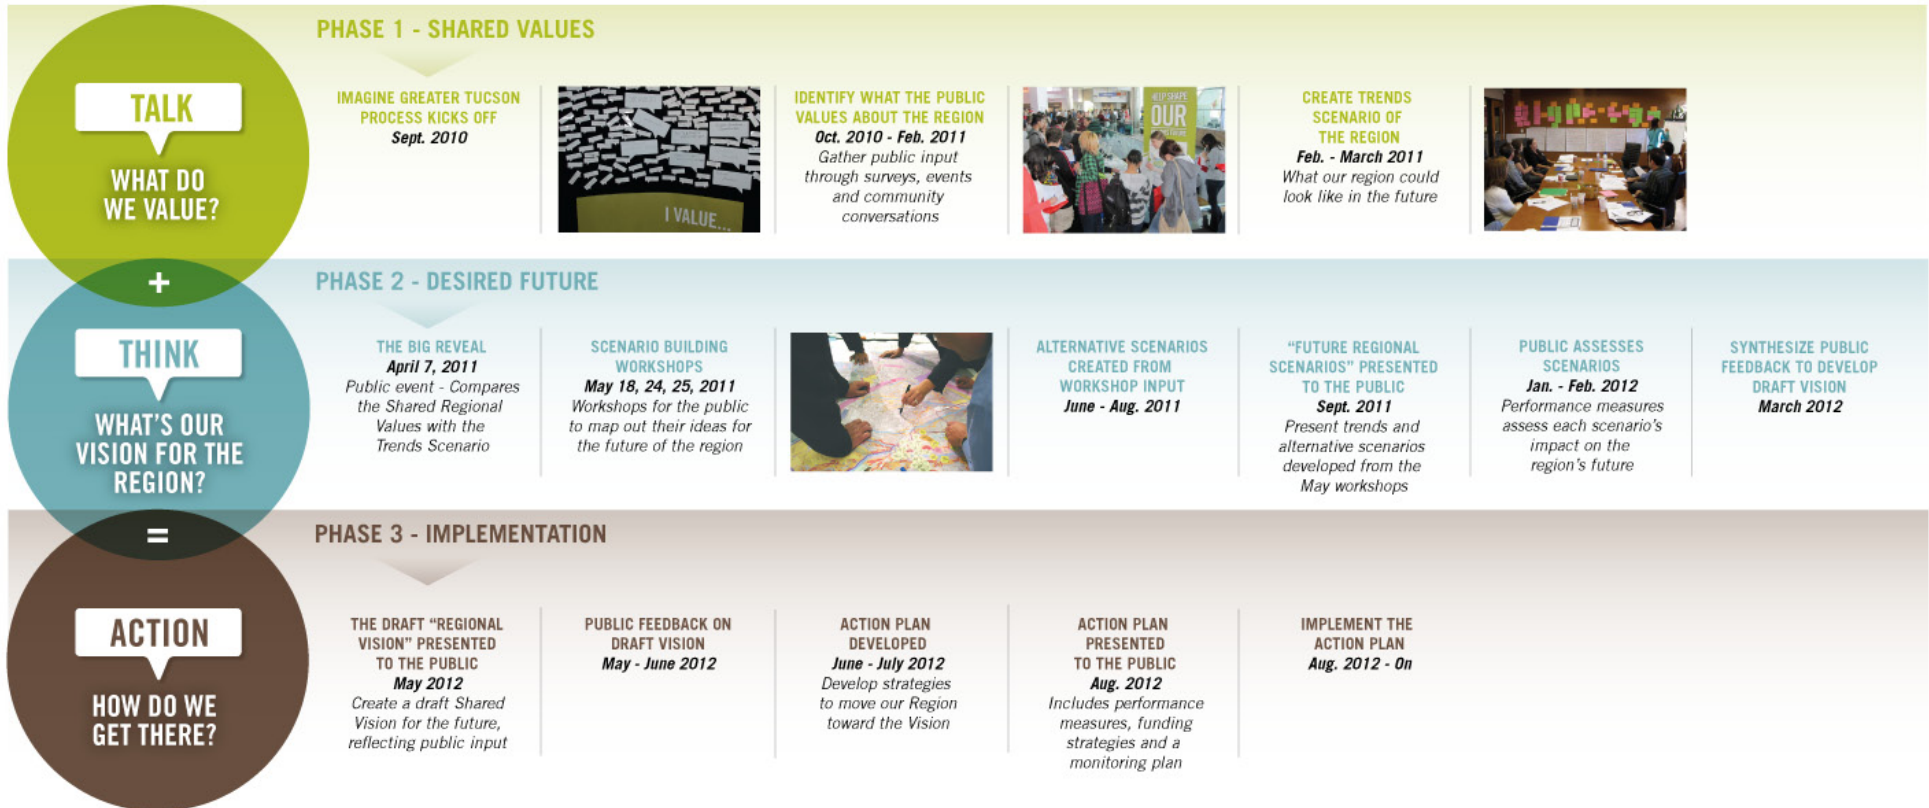 TALK
WHAT DO
WE VALUE?
+
PHASE 1 - SHARED VALUES
IMAGINE GREATER TUCSON
PROCESS KICKS OFF
Sept. 2010
I VALUE...
IDENTIFY WHAT THE PUBLIC
VALUES ABOUT THE REGION
Oct. 2010 - Feb. 2011
Gather public input
through surveys, events
and community
conversations
HELP SHAPE
OUR
CREATE TRENDS
SCENARIO OF
THE REGION
Feb. - March 2011
What our region could
look like in the future
THINK
WHAT'S OUR
VISION FOR THE
REGION?
=
PHASE 2 - DESIRED FUTURE
THE BIG REVEAL
April 7, 2011
Public event - Compares
the Shared Regional
Values with the
Trends Scenario
SCENARIO BUILDING
WORKSHOPS
May 18, 24, 25, 2011
Workshops for the public
to map out their ideas for
the future of the region
ALTERNATIVE SCENARIOS
CREATED FROM
WORKSHOP INPUT
June - Aug. 2011
"FUTURE REGIONAL
SCENARIOS" PRESENTED
TO THE PUBLIC
Sept. 2011
Present trends and
alternative scenarios
developed from the
May workshops
PUBLIC ASSESSES
SCENARIOS
Jan. - Feb. 2012
Performance measures
assess each scenario's
impact on the
region's future
SYNTHESIZE PUBLIC
FEEDBACK TO DEVELOP
DRAFT VISION
March 2012
ACTION
HOW DO WE
GET THERE?
PHASE 3 - IMPLEMENTATION
THE DRAFT "REGIONAL
VISION" PRESENTED
TO THE PUBLIC
May 2012
Create a draft Shared
Vision for the future,
reflecting public input
PUBLIC FEEDBACK ON
DRAFT VISION
May - June 2012
ACTION PLAN
DEVELOPED
June - July 2012
Develop strategies
to move our Region
toward the Vision
ACTION PLAN
PRESENTED
TO THE PUBLIC
Aug. 2012
Includes performance
measures, funding
strategies and a
monitoring plan
IMPLEMENT THE
ACTION PLAN
Aug. 2012 - On